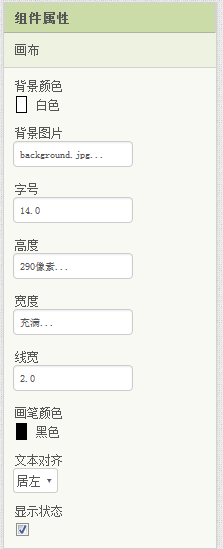 组件属性
画布
背景颜色
白色
背景图片
background.jpg...
字号
14.0
高度
290像素...
宽度
充满...
线宽
2.0
画笔颜色
黑色
文本对齐
居左
显示状态